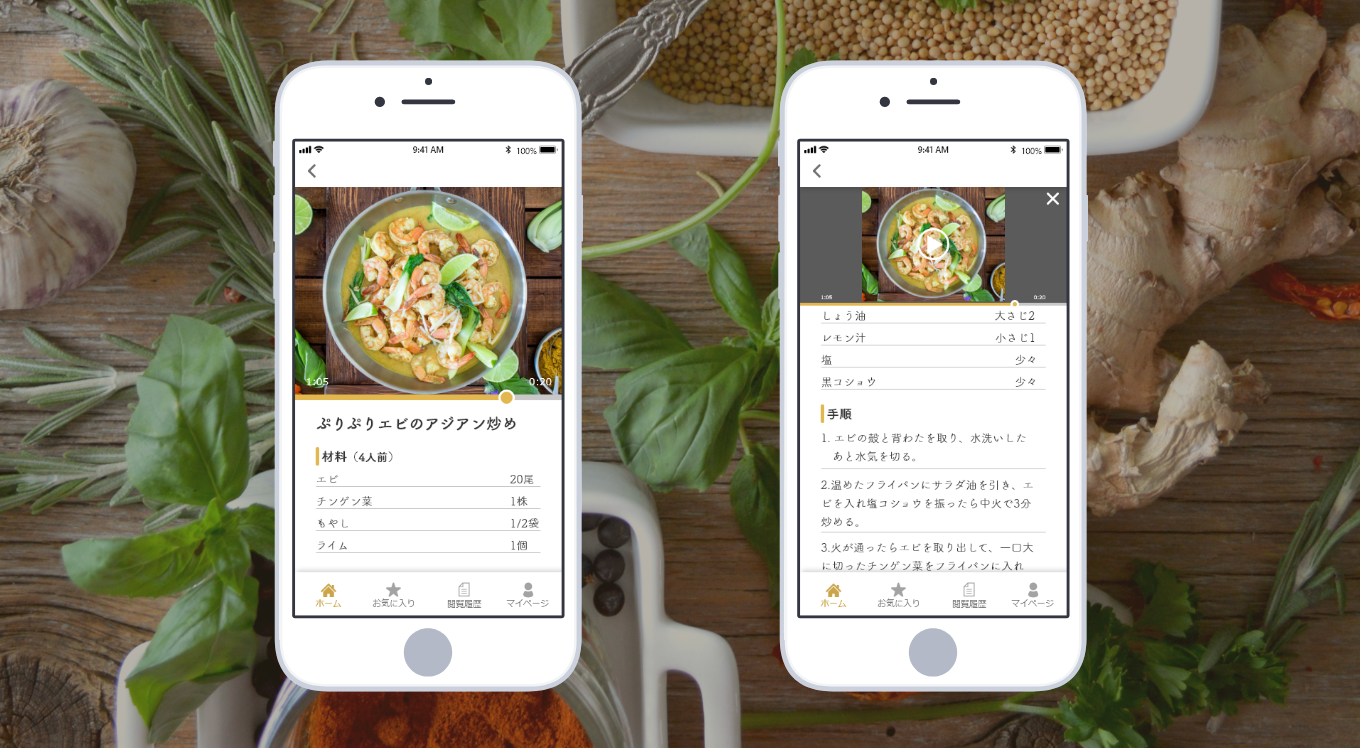 9:41 AM
100%
1:05
0:20
ぷりぷりエビのアジアン炒め
材料（4人前）
エビ 20尾
チンゲン菜 1株
もやし 1/2袋
ライム 1個
ホーム お気に入り 閲覧履歴 マイページ
9:41 AM
100%
1:05
0:20
しょう油 大さじ2
レモン汁 小さじ1
塩 少々
黒コショウ 少々
手順
1. エビの殻と背わたを取り、水洗いした
あと水気を切る。
2.温めたフライパンにサラダ油を引き、エ
ビを入れ塩コショウを振ったら中火で3分
炒める。
3.火が通ったらエビを取り出して、一口大
に切ったチンゲン菜をフライパンに入れ
ホーム お気に入り 閲覧履歴 マイページ